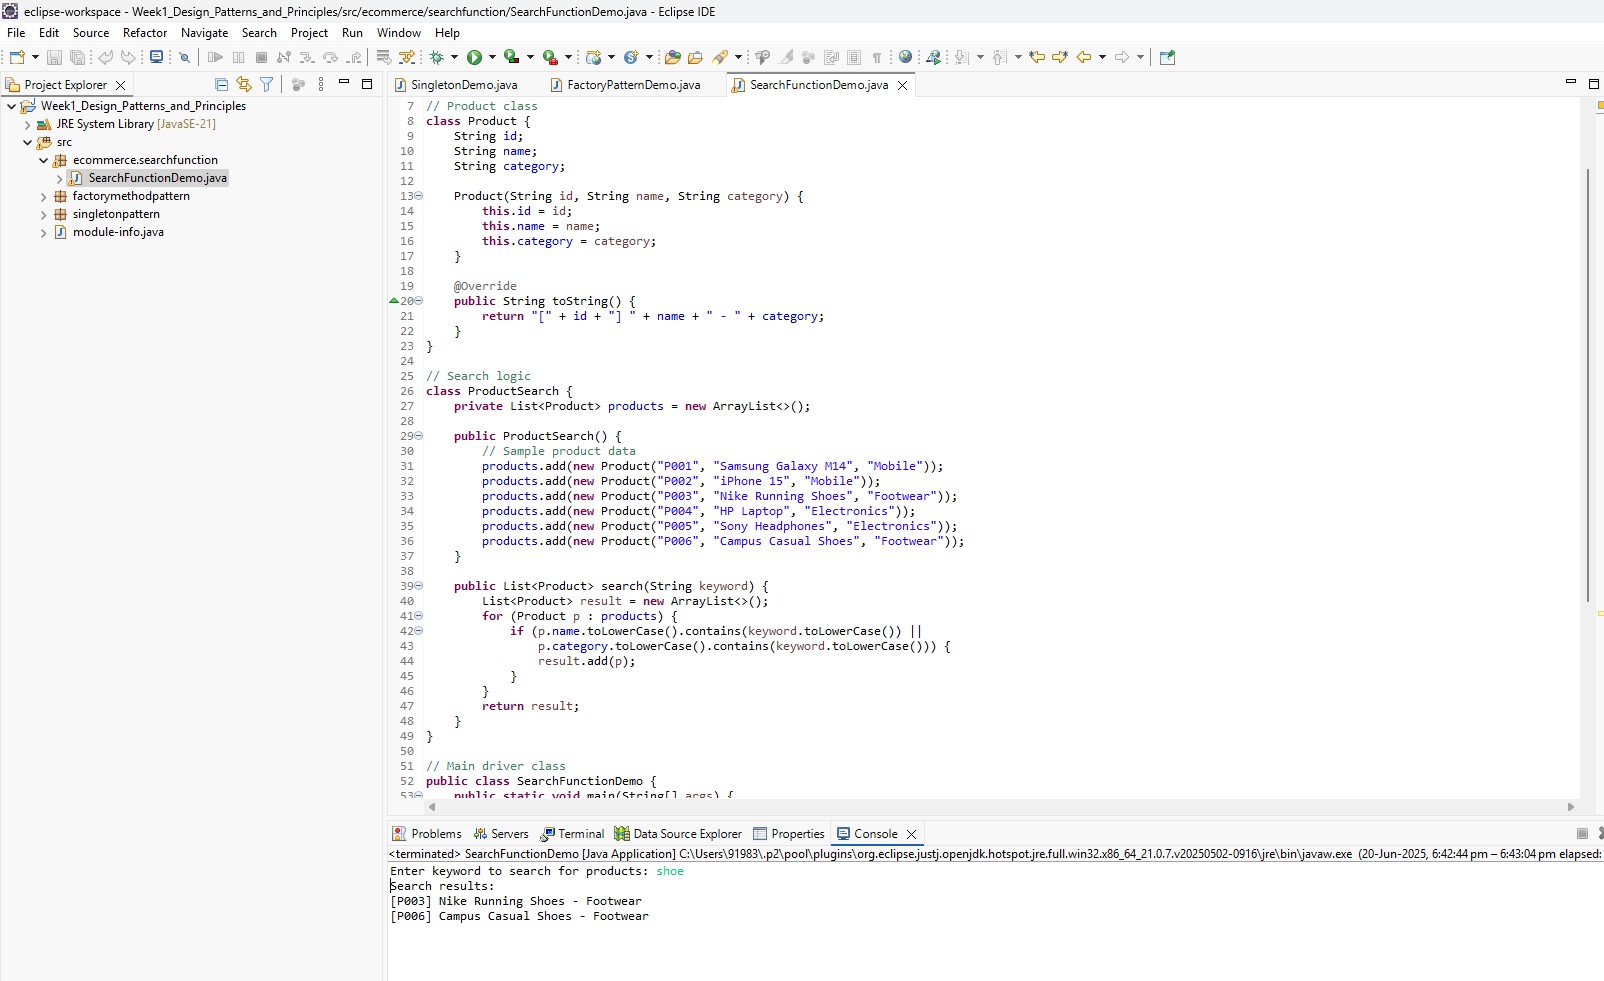 eclipse-workspace - Week1_Design_Patterns_and_Principles/src/ecommerce/searchfunction/SearchFunctionDemo.java - Eclipse IDE
File Edit Source Refactor Navigate Search Project Run Window Help
Project Explorer
Week1_Design_Patterns_and_Principles
JRE System Library [JavaSE-21]
src
ecommerce.searchfunction
SearchFunctionDemo.java
factorymethodpattern
singletonpattern
module-info.java
SingletonDemo.java FactoryPatternDemo.java SearchFunctionDemo.java
7 // Product class
8 class Product {
9     String id;
10     String name;
11     String category;
12
13     Product(String id, String name, String category) {
14         this.id = id;
15         this.name = name;
16         this.category = category;
17     }
18
19     @Override
20     public String toString() {
21         return "[" + id + "] " + name + " - " + category;
22     }
23 }
24
25 // Search logic
26 class ProductSearch {
27     private List<Product> products = new ArrayList<>();
28
29     public ProductSearch() {
30         // Sample product data
31         products.add(new Product("P001", "Samsung Galaxy M14", "Mobile"));
32         products.add(new Product("P002", "iPhone 15", "Mobile"));
33         products.add(new Product("P003", "Nike Running Shoes", "Footwear"));
34         products.add(new Product("P004", "HP Laptop", "Electronics"));
35         products.add(new Product("P005", "Sony Headphones", "Electronics"));
36         products.add(new Product("P006", "Campus Casual Shoes", "Footwear"));
37     }
38
39     public List<Product> search(String keyword) {
40         List<Product> result = new ArrayList<>();
41         for (Product p : products) {
42             if (p.name.toLowerCase().contains(keyword.toLowerCase()) ||
43                 p.category.toLowerCase().contains(keyword.toLowerCase())) {
44                 result.add(p);
45             }
46         }
47         return result;
48     }
49 }
50
51 // Main driver class
52 public class SearchFunctionDemo {
53     public static void main(String[] args) {
Problems Servers Terminal Data Source Explorer Properties Console
<terminated> SearchFunctionDemo [Java Application] C:\Users\91983\.p2\pool\plugins\org.eclipse.justj.openjdk.hotspot.jre.full.win32.x86_64_21.0.7.v20250502-0916\jre\bin\javaw.exe (20-Jun-2025, 6:42:44 pm – 6:43:04 pm elapsed:
Enter keyword to search for products: shoe
Search results:
[P003] Nike Running Shoes - Footwear
[P006] Campus Casual Shoes - Footwear